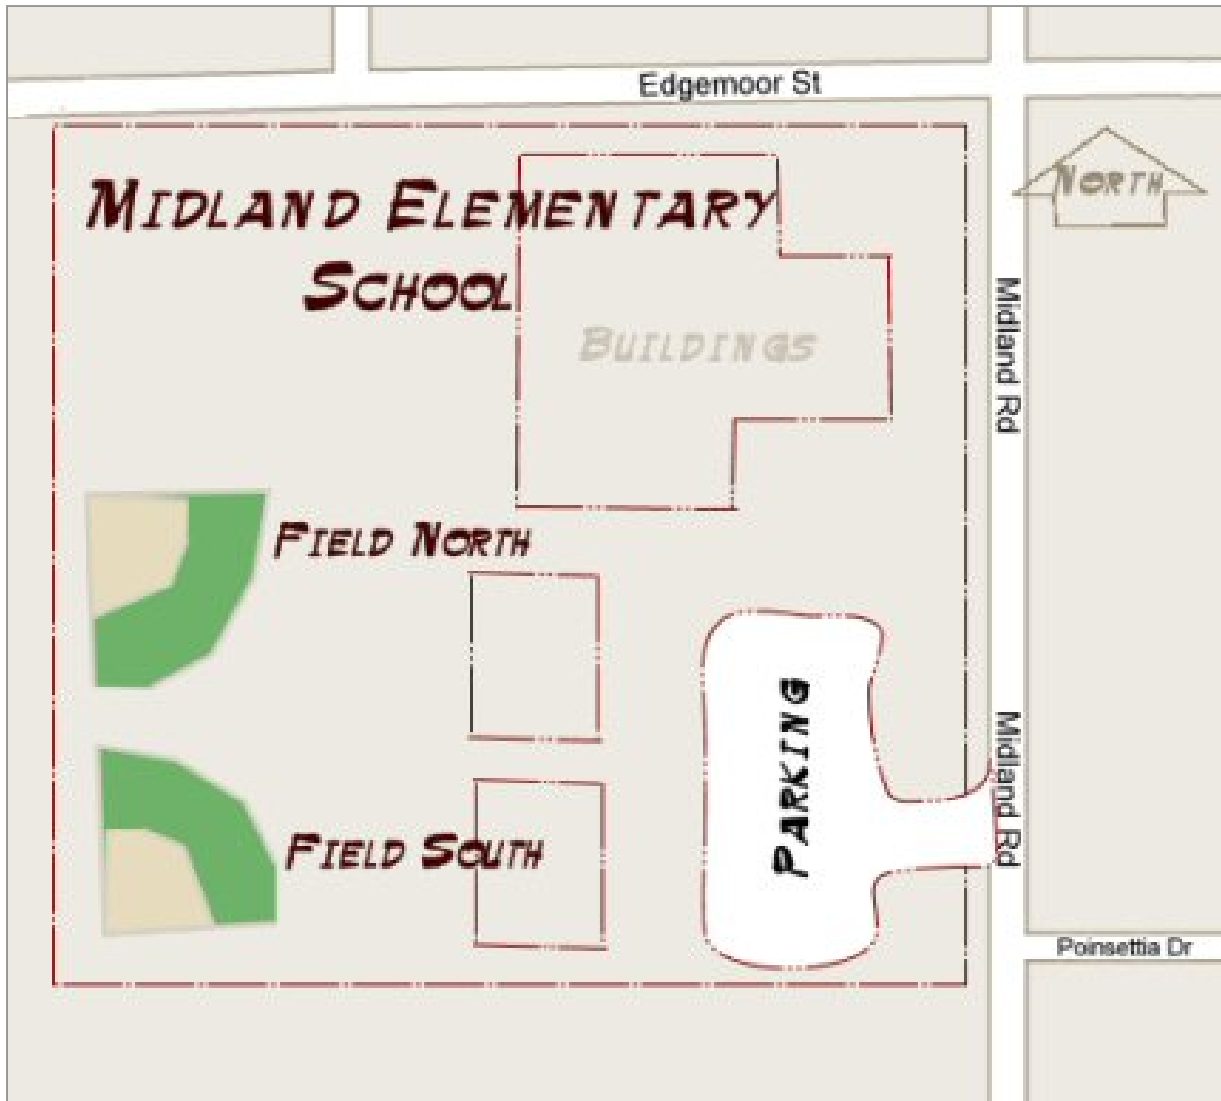 Edgemoor St
NORTH
MIDLAND ELEMENTARY
SCHOOL
Midland Rd
BUILDINGS
FIELD NORTH
PARKING
Midland Rd
FIELD SOUTH
Poinsettia Dr